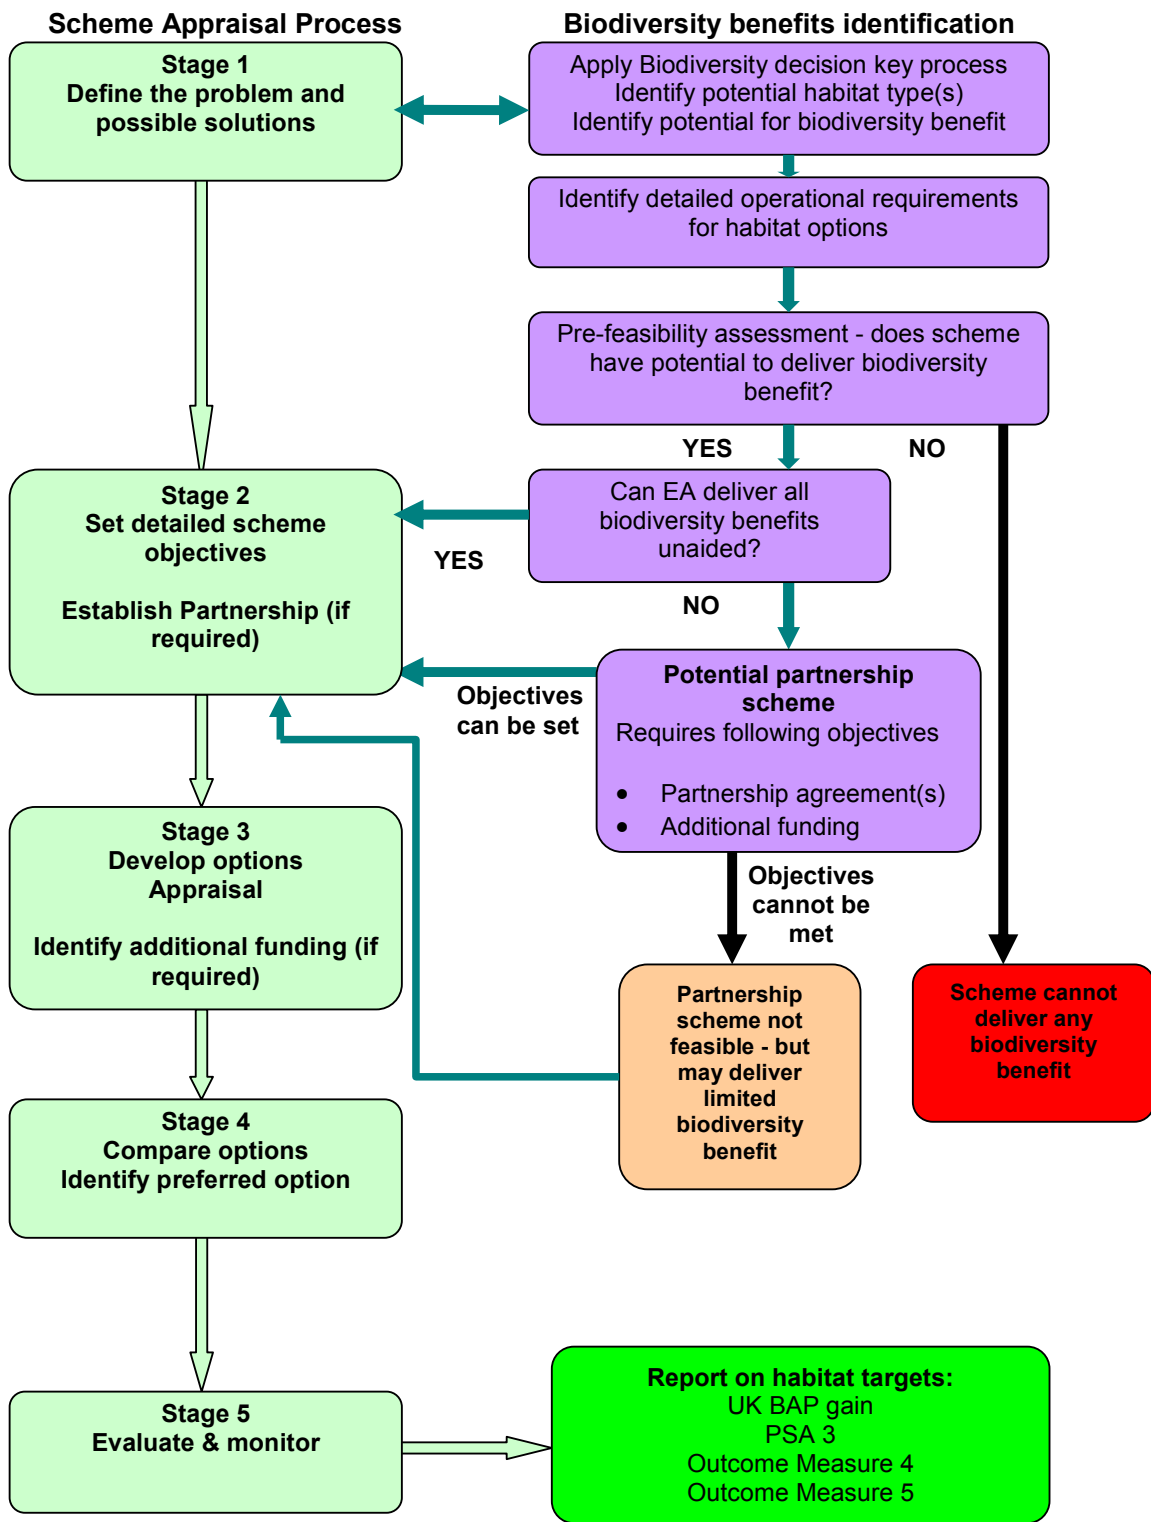 Scheme Appraisal Process
Biodiversity benefits identification
Stage 1
Define the problem and
possible solutions
Apply Biodiversity decision key process
Identify potential habitat type(s)
Identify potential for biodiversity benefit
Identify detailed operational requirements
for habitat options
Pre-feasibility assessment - does scheme
have potential to deliver biodiversity
benefit?
YES
NO
Stage 2
Set detailed scheme
objectives
Establish Partnership (if
required)
Can EA deliver all
biodiversity benefits
unaided?
YES
NO
Potential partnership
scheme
Requires following objectives
• Partnership agreement(s)
• Additional funding
Objectives
can be set
Objectives
cannot be
met
Stage 3
Develop options
Appraisal
Identify additional funding (if
required)
Partnership
scheme not
feasible - but
may deliver
limited
biodiversity
benefit
Scheme cannot
deliver any
biodiversity
benefit
Stage 4
Compare options
Identify preferred option
Stage 5
Evaluate & monitor
Report on habitat targets:
UK BAP gain
PSA 3
Outcome Measure 4
Outcome Measure 5